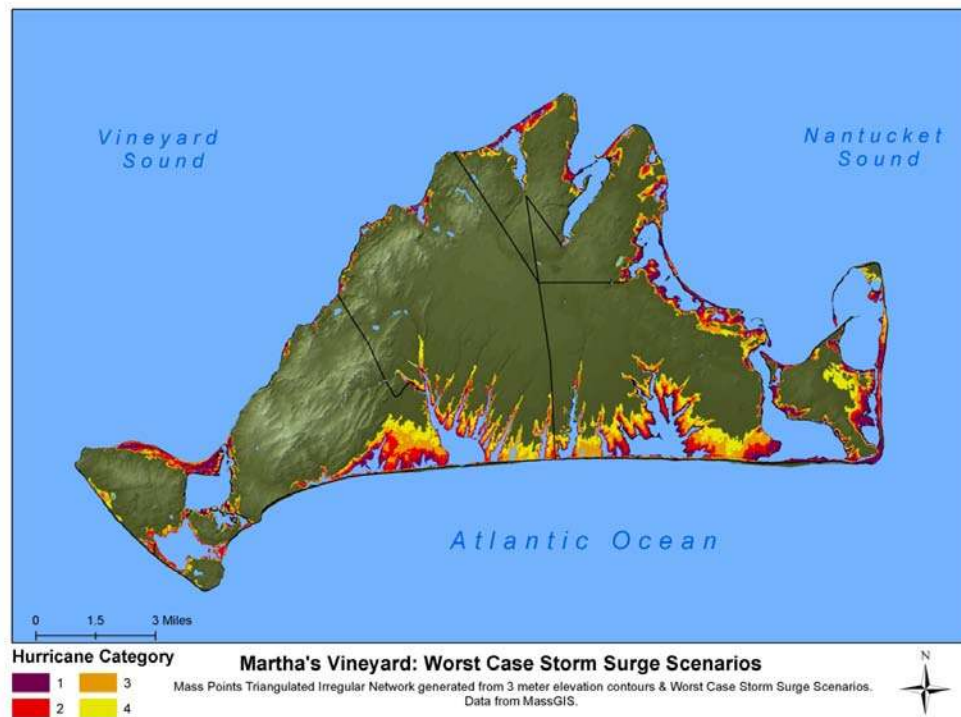 Vineyard
Sound
Nantucket
Sound
Atlantic Ocean
0 1.5 3 Miles
Hurricane Category
1 3
2 4
Martha's Vineyard: Worst Case Storm Surge Scenarios
Mass Points Triangulated Irregular Network generated from 3 meter elevation contours & Worst Case Storm Surge Scenarios.
Data from MassGIS.
N